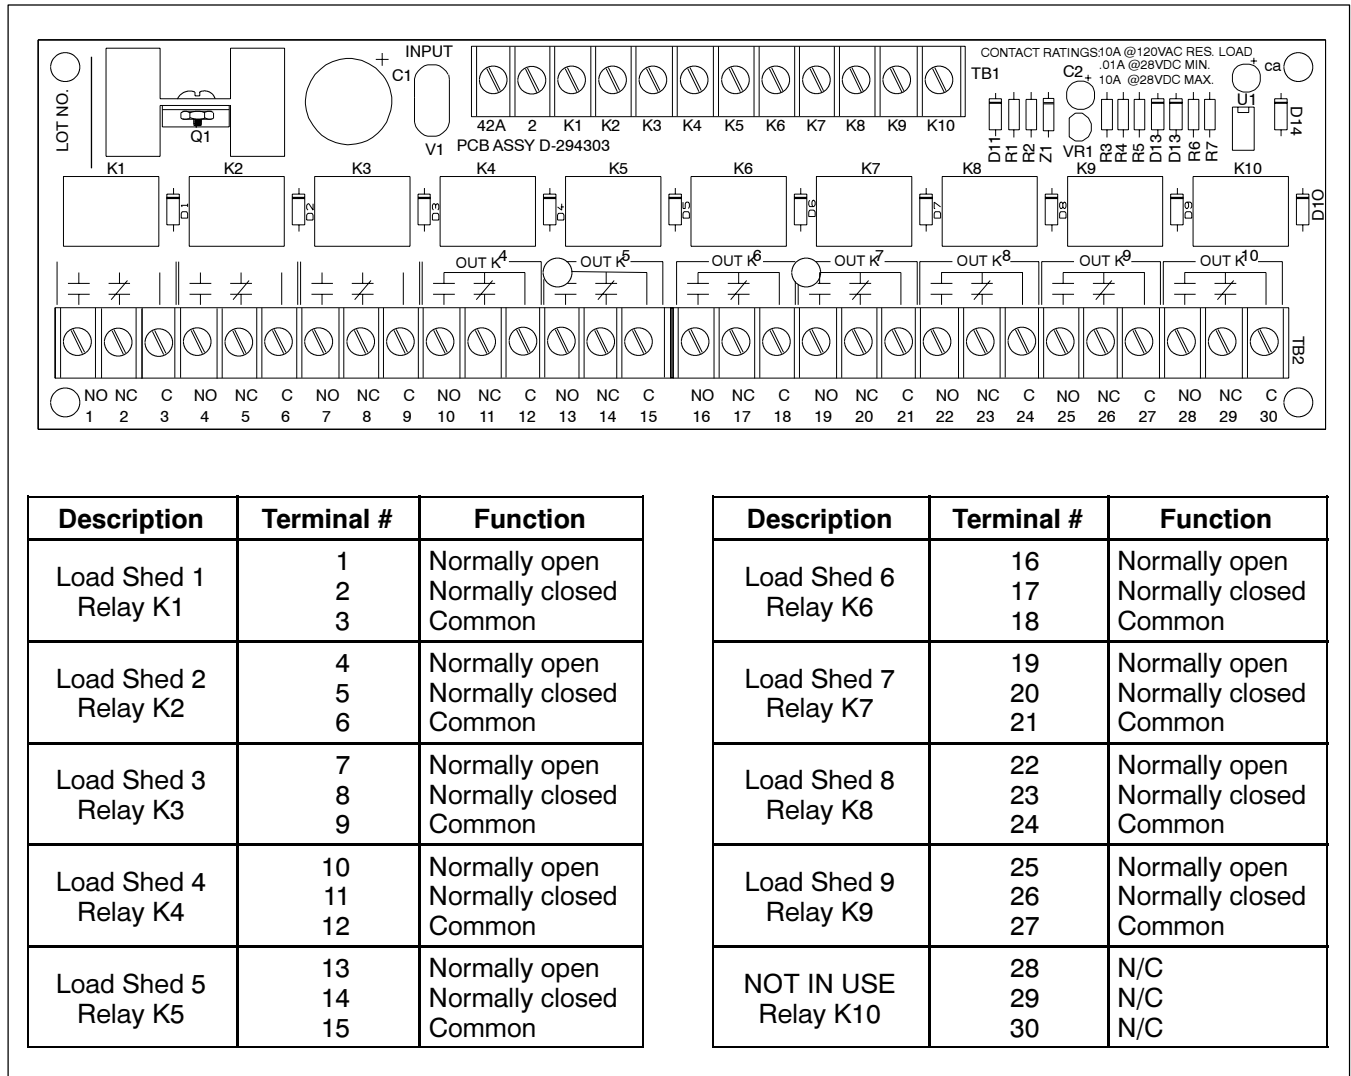 LOT NO.
Q1
+
C1
INPUT
V1
42A 2 K1 K2 K3 K4 K5 K6 K7 K8 K9 K10
TB1
PCB ASSY D-294303
CONTACT RATINGS:10A @120VAC RES. LOAD
.01A @28VDC MIN.
10A @28VDC MAX.
C2 +
VR1
D11 R1 R2 Z1 R3 R4 R5 D13 D13 R6 R7
+
U1
ca
D14
K1 K2 K3 K4 K5 K6 K7 K8 K9 K10
D1 D2 D3 D4 D5 D6 D7 D8 D9 D10
OUT K4 OUT K5 OUT K6 OUT K7 OUT K8 OUT K9 OUT K10
TB2
NO NC C NO NC C NO NC C NO NC C NO NC C NO NC C NO NC C NO NC C NO NC C NO NC C
1 2 3 4 5 6 7 8 9 10 11 12 13 14 15 16 17 18 19 20 21 22 23 24 25 26 27 28 29 30
Description Terminal # Function
Load Shed 1
Relay K1
1 Normally open
2 Normally closed
3 Common
Load Shed 2
Relay K2
4 Normally open
5 Normally closed
6 Common
Load Shed 3
Relay K3
7 Normally open
8 Normally closed
9 Common
Load Shed 4
Relay K4
10 Normally open
11 Normally closed
12 Common
Load Shed 5
Relay K5
13 Normally open
14 Normally closed
15 Common
Description Terminal # Function
Load Shed 6
Relay K6
16 Normally open
17 Normally closed
18 Common
Load Shed 7
Relay K7
19 Normally open
20 Normally closed
21 Common
Load Shed 8
Relay K8
22 Normally open
23 Normally closed
24 Common
Load Shed 9
Relay K9
25 Normally open
26 Normally closed
27 Common
NOT IN USE
Relay K10
28 N/C
29 N/C
30 N/C